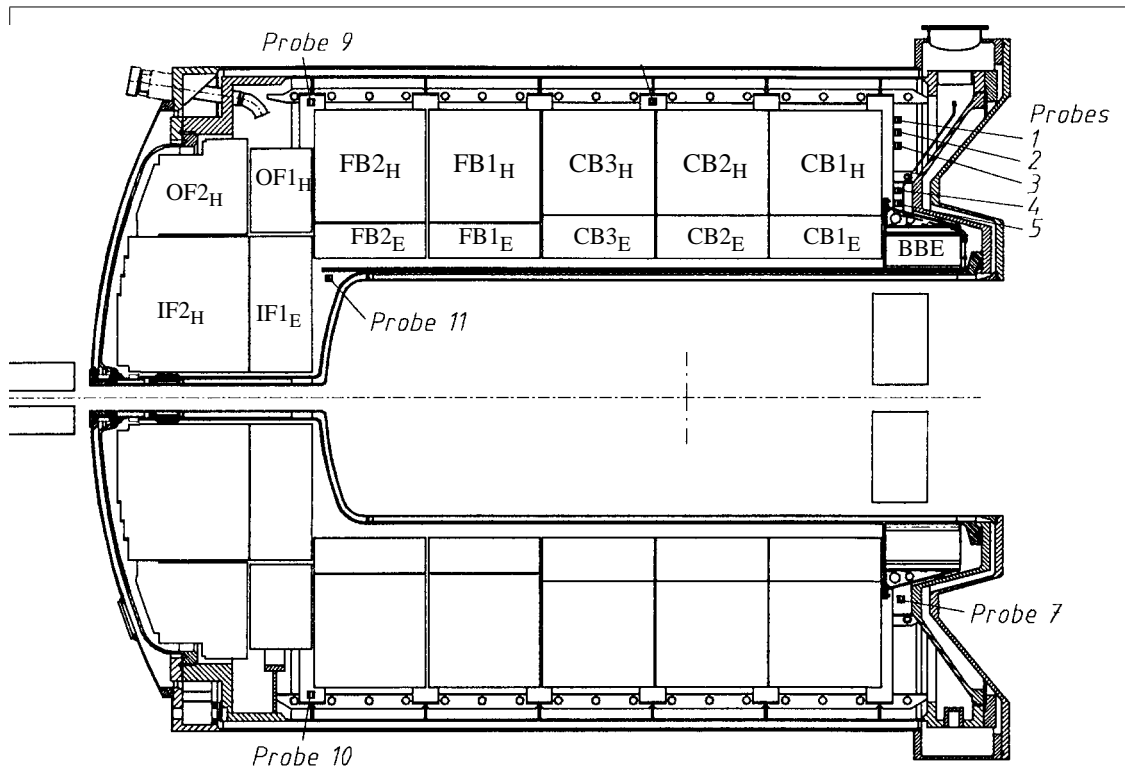 Probe 9
Probes
1
2
3
4
5
OF2H
OF1H
FB2H
FB1H
CB3H
CB2H
CB1H
FB2E
FB1E
CB3E
CB2E
CB1E
BBE
IF2H
IF1E
Probe 11
Probe 7
Probe 10